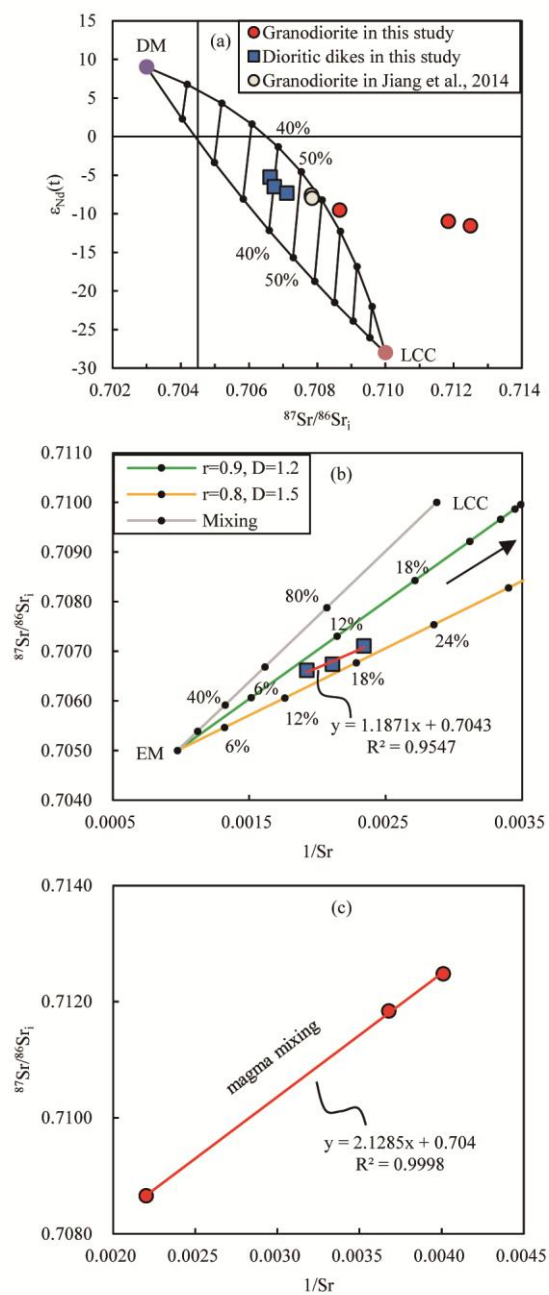 (a)
Granodiorite in this study
Dioritic dikes in this study
Granodiorite in Jiang et al., 2014
DM
15
10
5
0
-5
-10
-15
-20
-25
-30
εNd(t)
40%
50%
40%
50%
LCC
0.702 0.704 0.706 0.708 0.710 0.712 0.714
⁸⁷Sr/⁸⁶Srᵢ
(b)
r=0.9, D=1.2
r=0.8, D=1.5
Mixing
0.7110
0.7100
0.7090
0.7080
0.7070
0.7060
0.7050
0.7040
⁸⁷Sr/⁸⁶Srᵢ
LCC
80%
18%
12%
24%
40%
6%
18%
12%
6%
EM
y = 1.1871x + 0.7043
R² = 0.9547
0.0005 0.0015 0.0025 0.0035
1/Sr
(c)
0.7140
0.7120
0.7100
0.7080
⁸⁷Sr/⁸⁶Srᵢ
magma mixing
y = 2.1285x + 0.704
R² = 0.9998
0.0020 0.0025 0.0030 0.0035 0.0040 0.0045
1/Sr